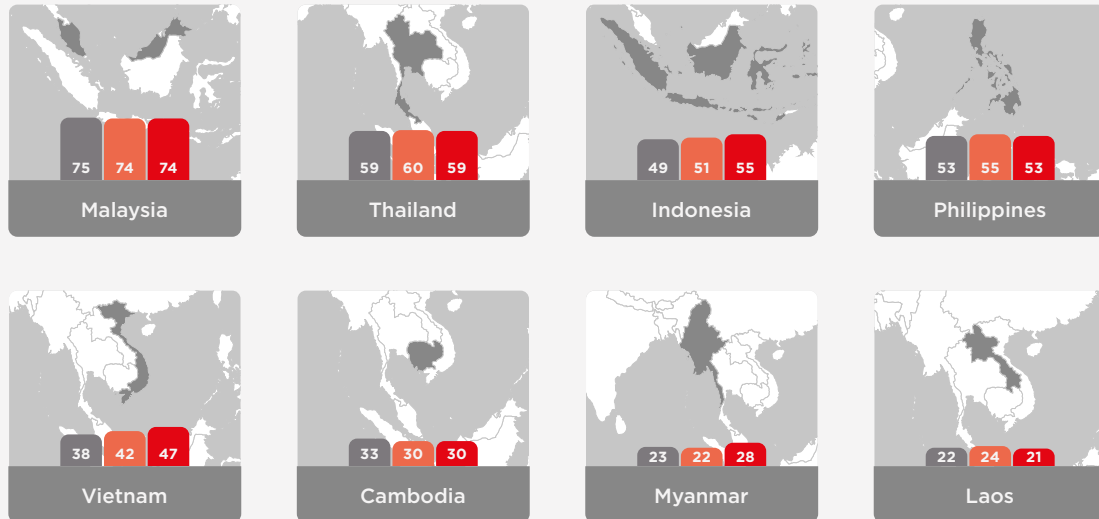 75 74 74
Malaysia
59 60 59
Thailand
49 51 55
Indonesia
53 55 53
Philippines
38 42 47
Vietnam
33 30 30
Cambodia
23 22 28
Myanmar
22 24 21
Laos